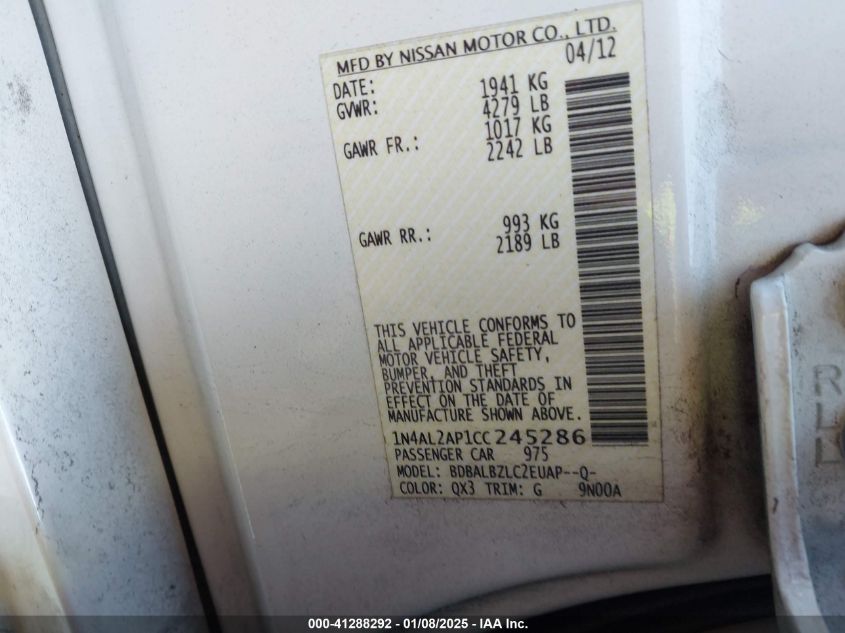 MFD BY NISSAN MOTOR CO., LTD.
DATE: 04/12
GVWR: 1941 KG
4279 LB
GAWR FR.: 1017 KG
2242 LB
GAWR RR.: 993 KG
2189 LB
THIS VEHICLE CONFORMS TO
ALL APPLICABLE FEDERAL
MOTOR VEHICLE SAFETY,
BUMPER, AND THEFT
PREVENTION STANDARDS IN
EFFECT ON THE DATE OF
MANUFACTURE SHOWN ABOVE.
1N4AL2AP1CC245286
PASSENGER CAR 975
MODEL: BDBALBZLC2EUAP--Q-
COLOR: QX3 TRIM: G 9N00A
000-41288292 - 01/08/2025 - IAA Inc.